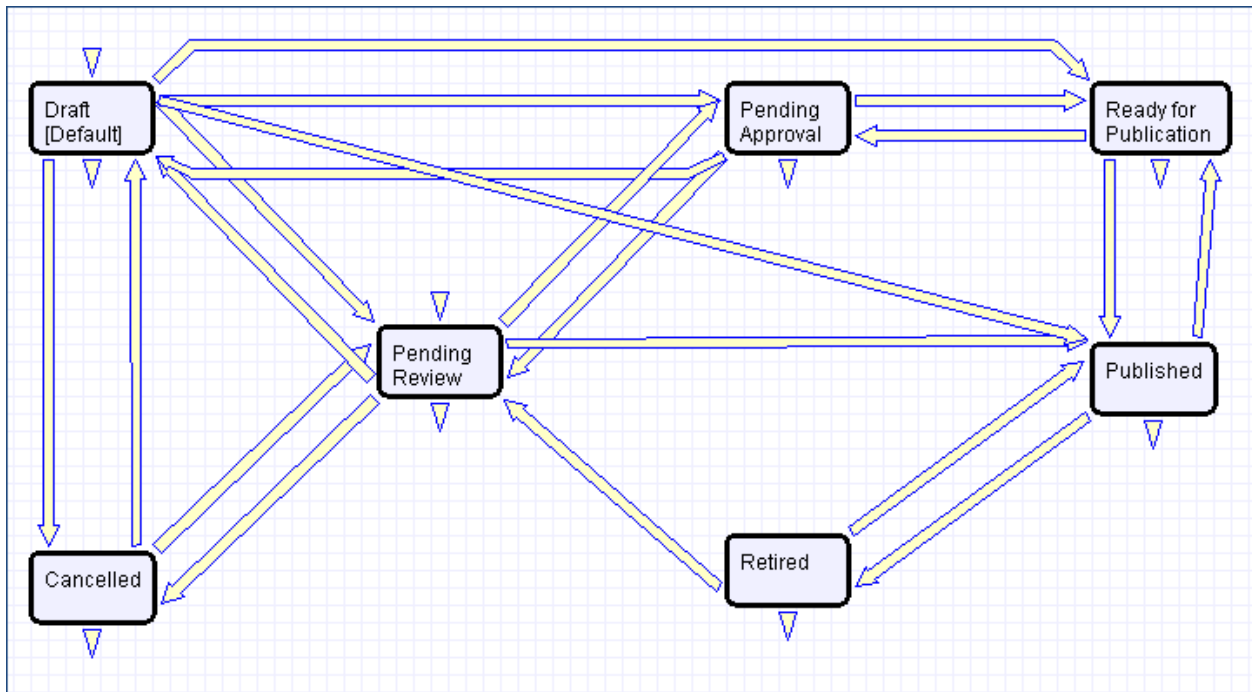 Draft
[Default]
Pending
Approval
Ready for
Publication
Pending
Review
Published
Cancelled
Retired